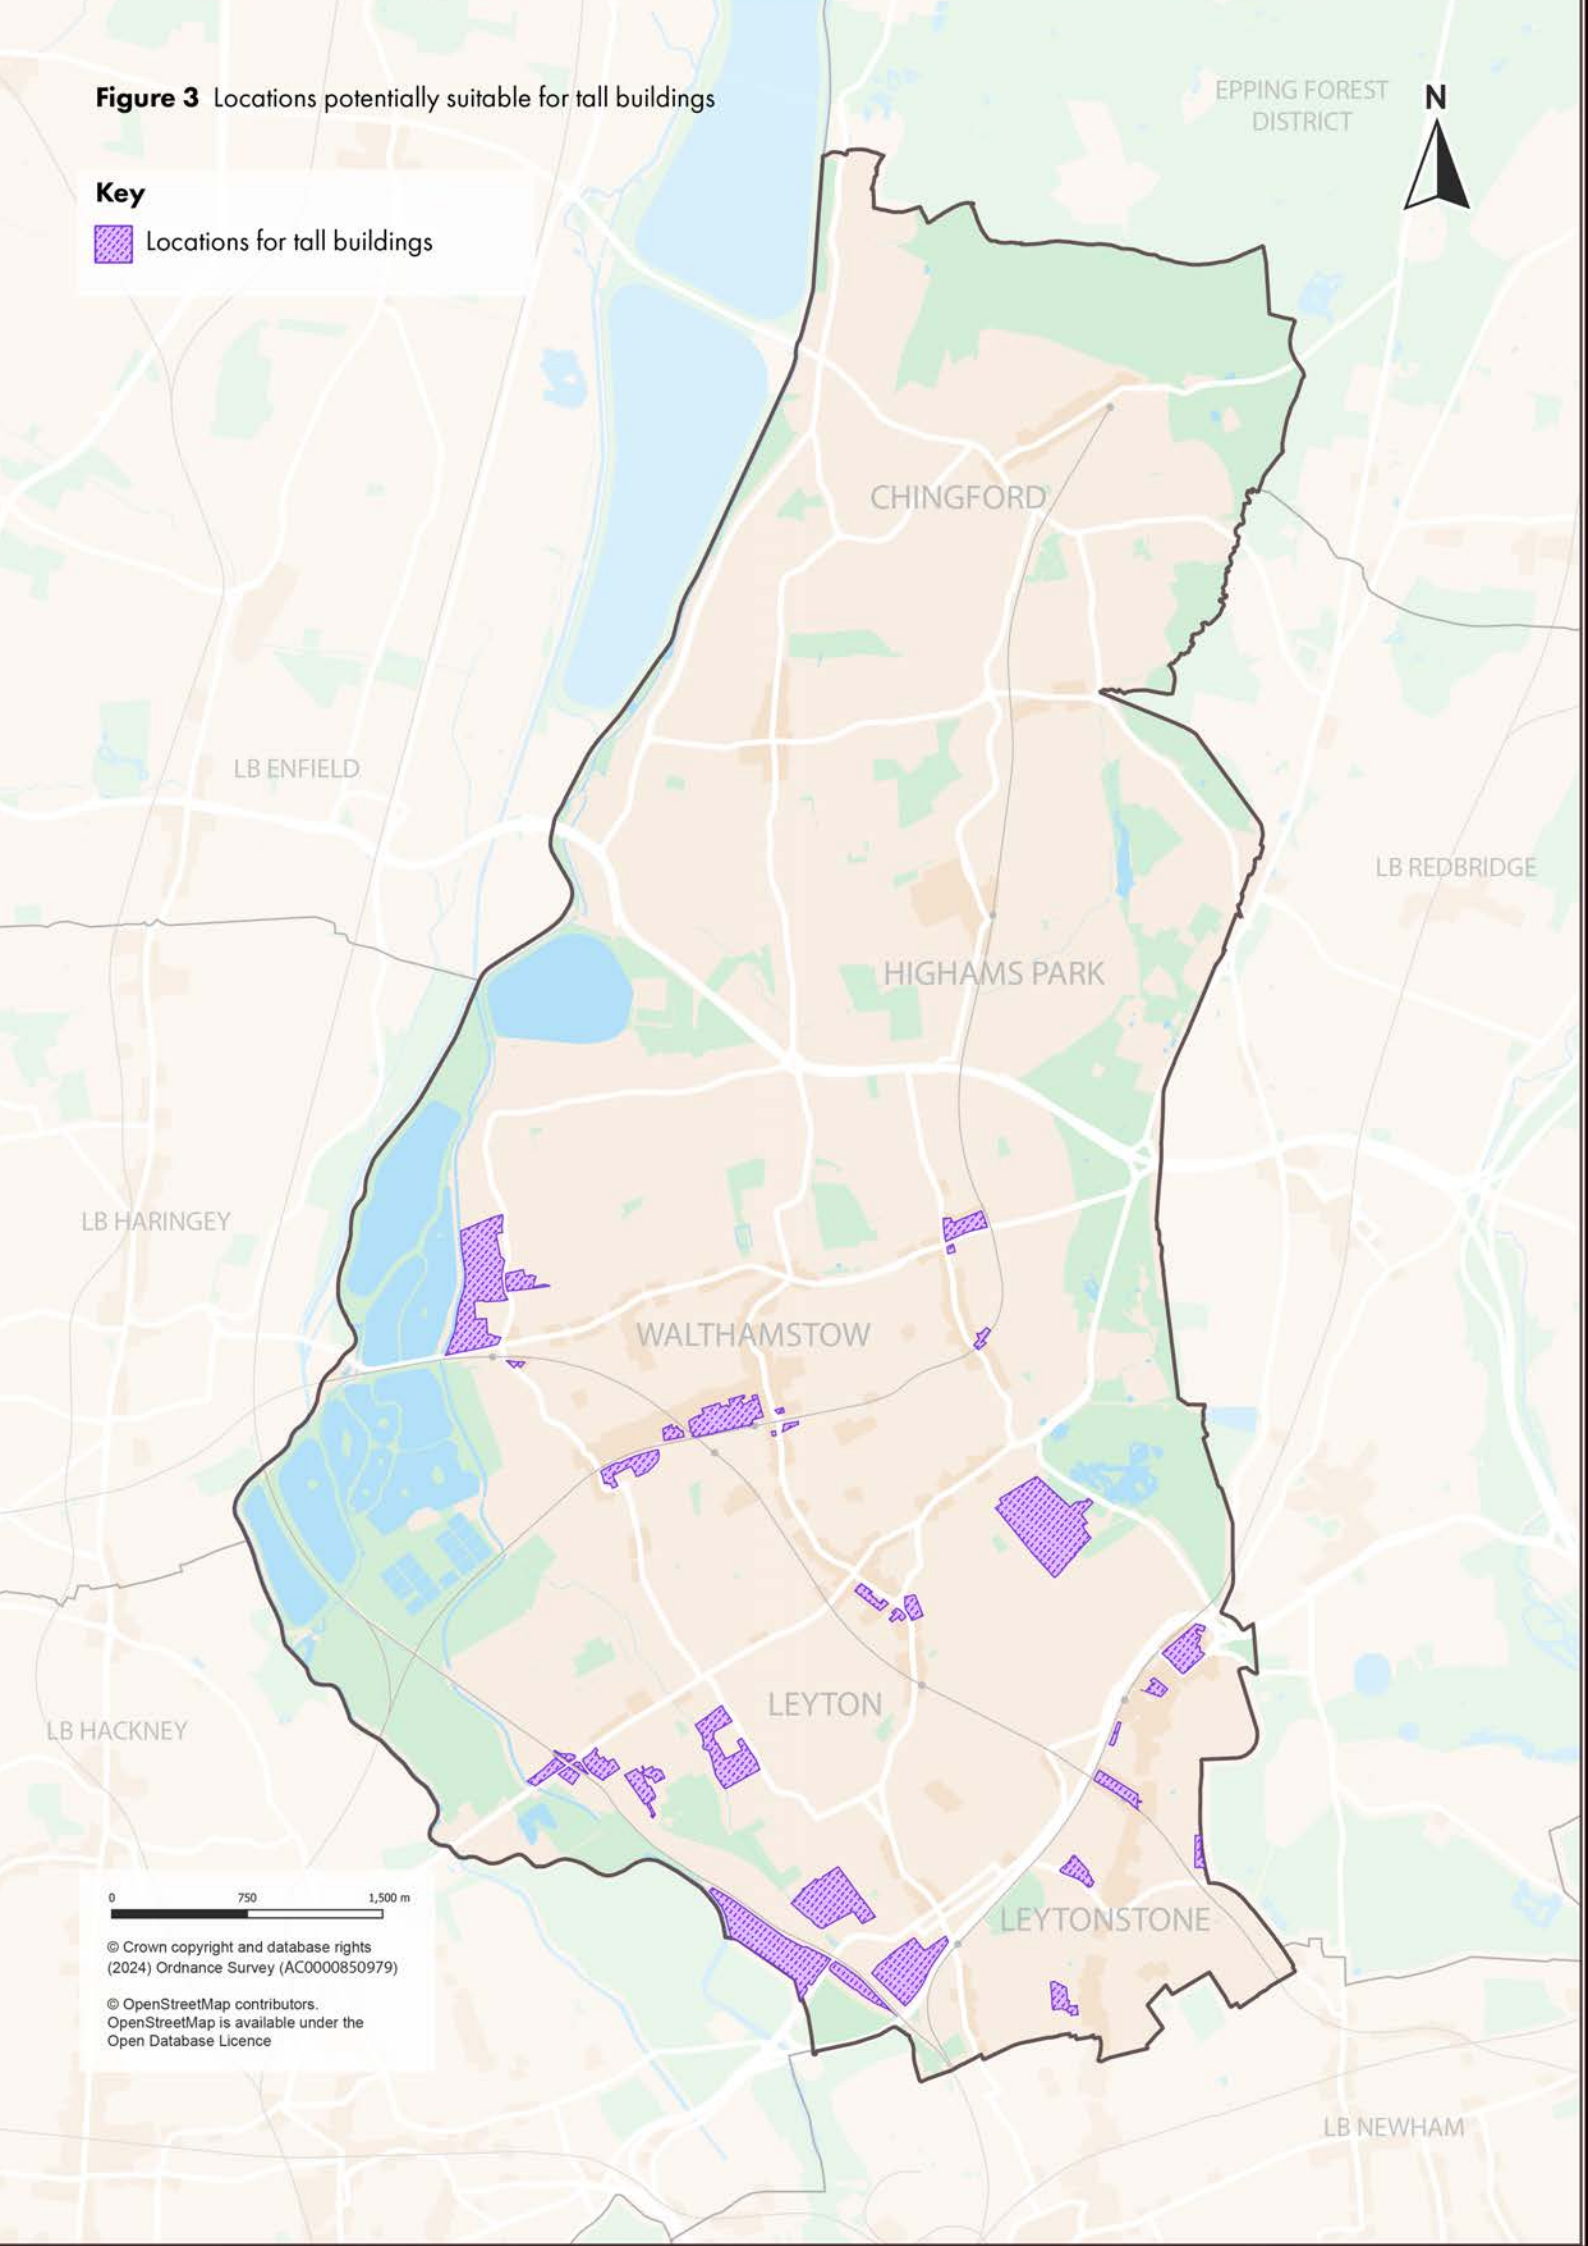 Figure 3 Locations potentially suitable for tall buildings
EPPING FOREST
DISTRICT
N
Key
Locations for tall buildings
CHINGFORD
LB ENFIELD
LB REDBRIDGE
HIGHAMS PARK
LB HARINGEY
WALTHAMSTOW
LEYTON
LB HACKNEY
0 750 1,500 m
LEYTONSTONE
© Crown copyright and database rights
(2024) Ordnance Survey (AC0000850979)
© OpenStreetMap contributors.
OpenStreetMap is available under the
Open Database Licence
LB NEWHAM